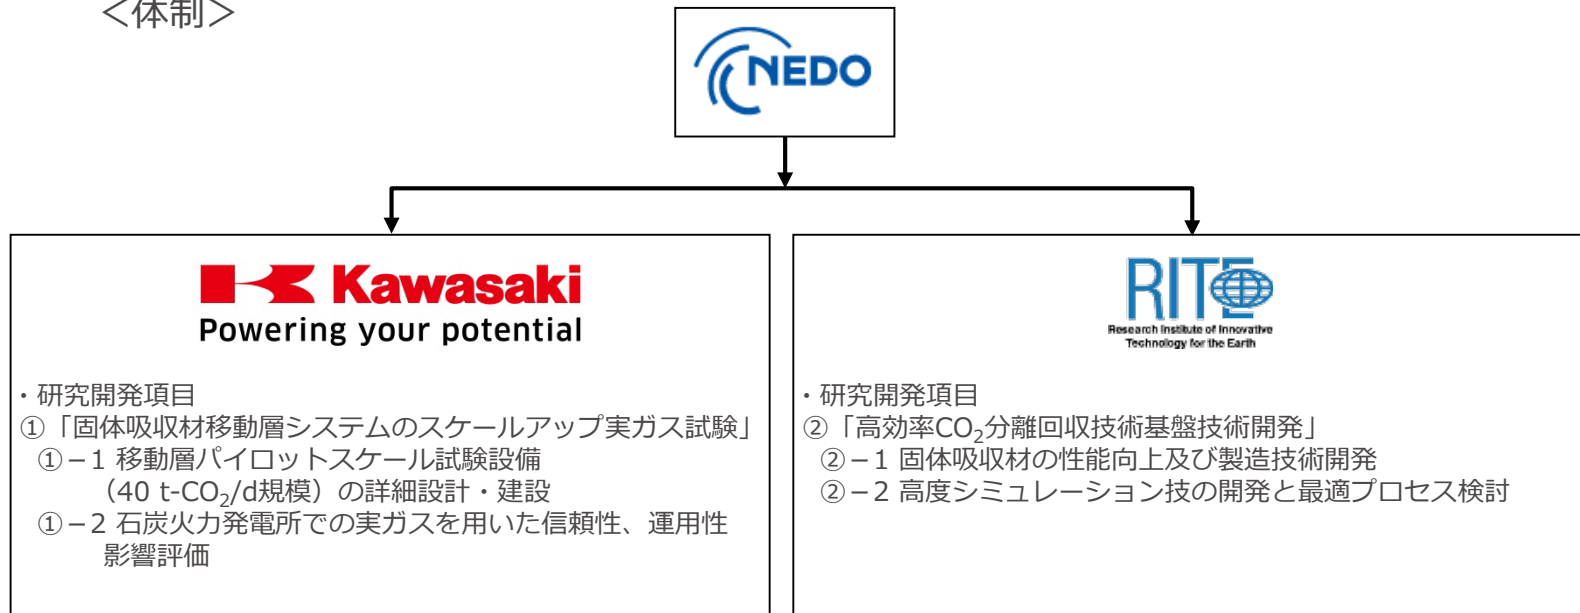 ＜体制＞
NEDO
Kawasaki
Powering your potential
・研究開発項目
①「固体吸収材移動層システムのスケールアップ実ガス試験」
①－1 移動層パイロットスケール試験設備
（40 t-CO₂/d規模）の詳細設計・建設
①－2 石炭火力発電所での実ガスを用いた信頼性、運用性
影響評価
RITE
Research Institute of Innovative
Technology for the Earth
・研究開発項目
②「高効率CO₂分離回収技術基盤技術開発」
②－1 固体吸収材の性能向上及び製造技術開発
②－2 高度シミュレーション技の開発と最適プロセス検討